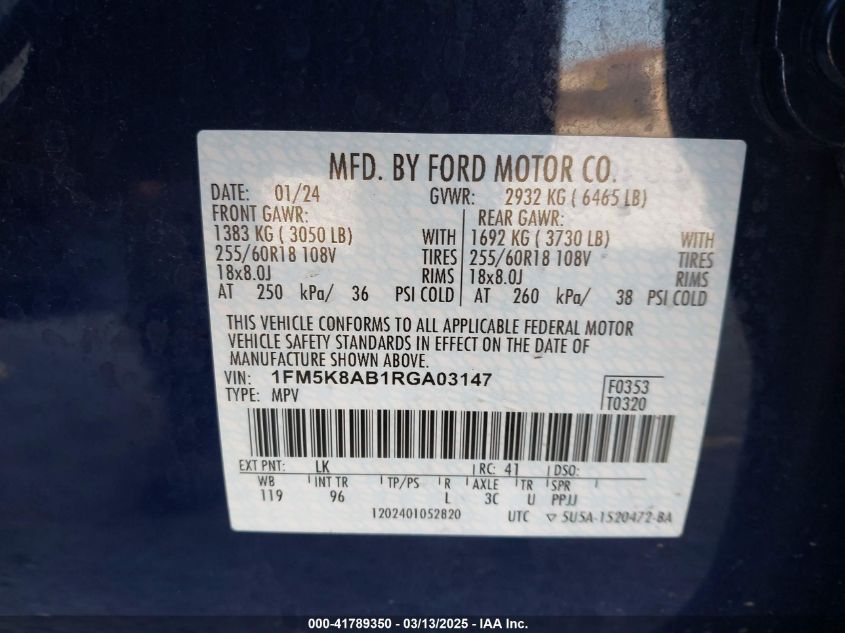 MFD. BY FORD MOTOR CO.
DATE: 01/24 GVWR: 2932 KG ( 6465 LB)
FRONT GAWR: REAR GAWR:
1383 KG ( 3050 LB) WITH 1692 KG ( 3730 LB) WITH
255/60R18 108V TIRES 255/60R18 108V TIRES
18x8.0J RIMS 18x8.0J RIMS
AT 250 kPa/ 36 PSI COLD AT 260 kPa/ 38 PSI COLD
THIS VEHICLE CONFORMS TO ALL APPLICABLE FEDERAL MOTOR
VEHICLE SAFETY STANDARDS IN EFFECT ON THE DATE OF
MANUFACTURE SHOWN ABOVE.
VIN: 1FM5K8AB1RGA03147 F0353
TYPE: MPV T0320
EXT PNT: LK RC: 41 DSO:
WB INT TR TP/PS R AXLE TR SPR
119 96 L 3C U PPJJ
1202401052820 UTC ▽ 5U5A-1520472-BA
000-41789350 | 03/13/2025 - IAA Inc.